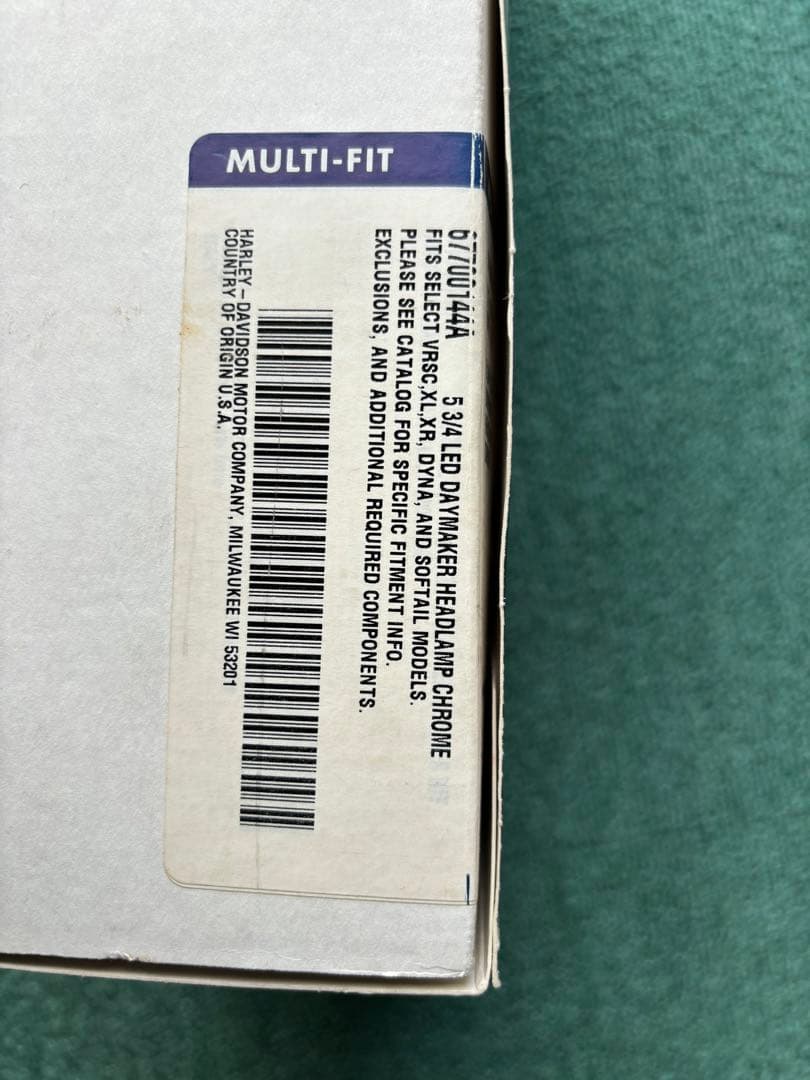 MULTI-FIT
67700144A 5 3/4 LED DAYMAKER HEADLAMP CHROME
FITS SELECT VRSC,XL,XR, DYNA, AND SOFTAIL MODELS.
PLEASE SEE CATALOG FOR SPECIFIC FITMENT INFO.
EXCLUSIONS, AND ADDITIONAL REQUIRED COMPONENTS.
HARLEY-DAVIDSON MOTOR COMPANY, MILWAUKEE WI 53201
COUNTRY OF ORIGIN U.S.A.